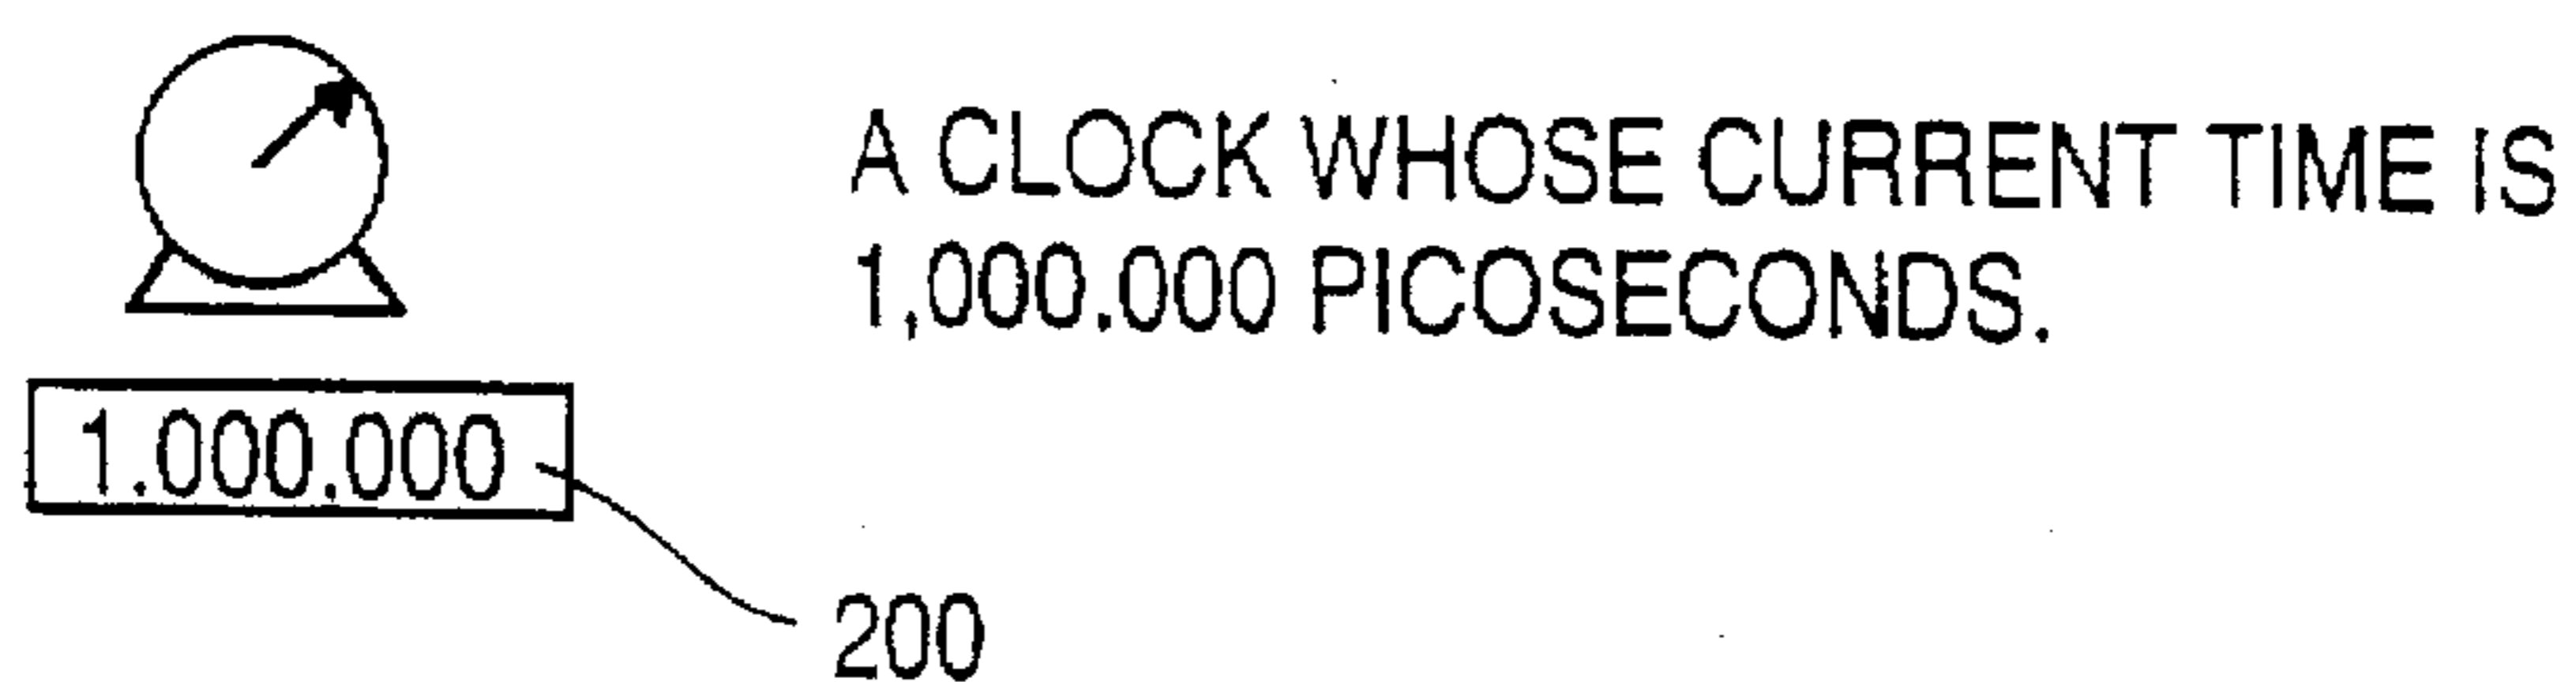 A CLOCK WHOSE CURRENT TIME IS
1,000.000 PICOSECONDS.
1.000.000
200